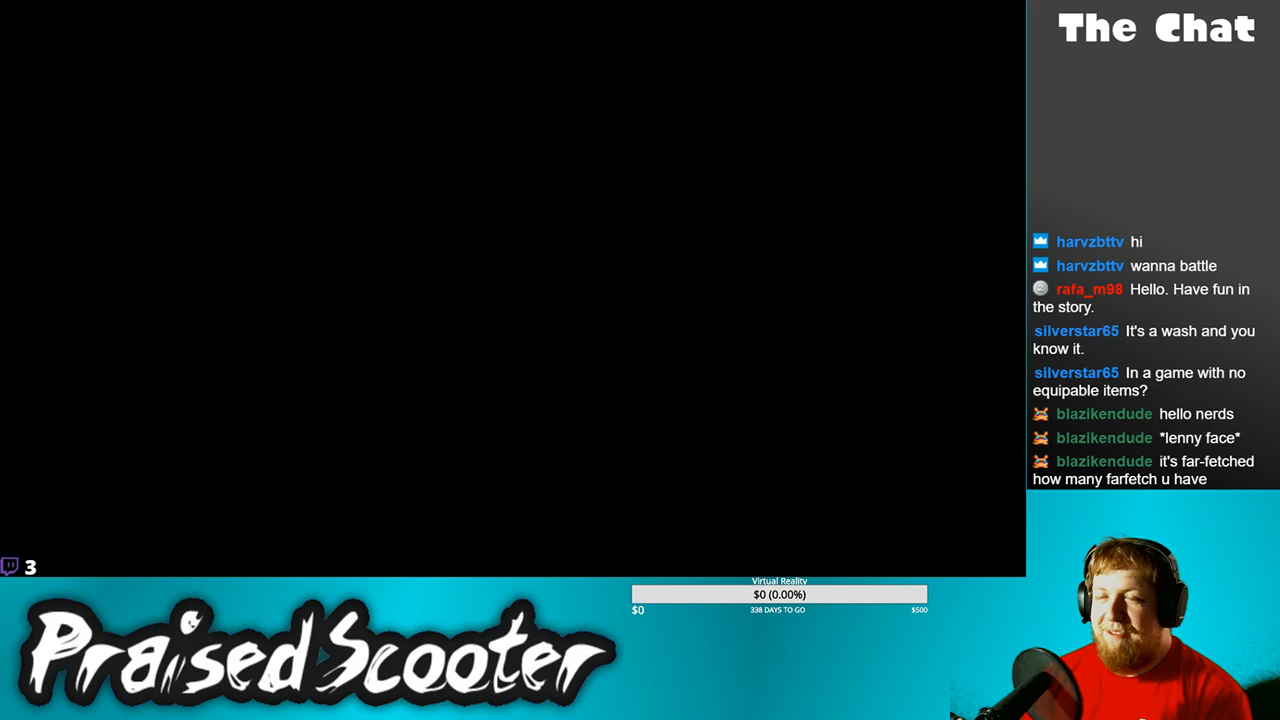 The Chat
harvzbttv hi
harvzbttv wanna battle
rafa_m98 Hello. Have fun in
the story.
silverstar65 It's a wash and you
know it.
silverstar65 In a game with no
equipable items?
blazikendude hello nerds
blazikendude *lenny face*
blazikendude it's far-fetched
how many farfetch u have
3
Virtual Reality
$0 (0.00%)
$0 338 DAYS TO GO $500
PraisedScooter